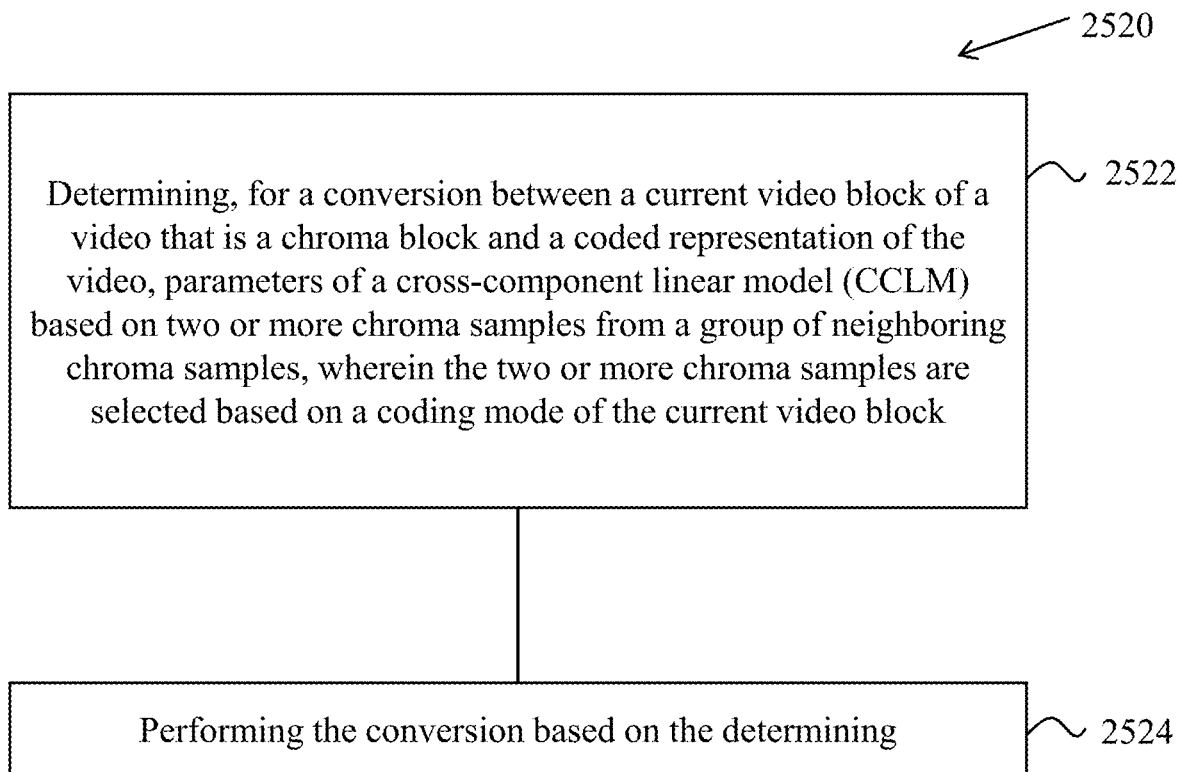 2520
Determining, for a conversion between a current video block of a
video that is a chroma block and a coded representation of the
video, parameters of a cross-component linear model (CCLM)
based on two or more chroma samples from a group of neighboring
chroma samples, wherein the two or more chroma samples are
selected based on a coding mode of the current video block
2522
Performing the conversion based on the determining
2524